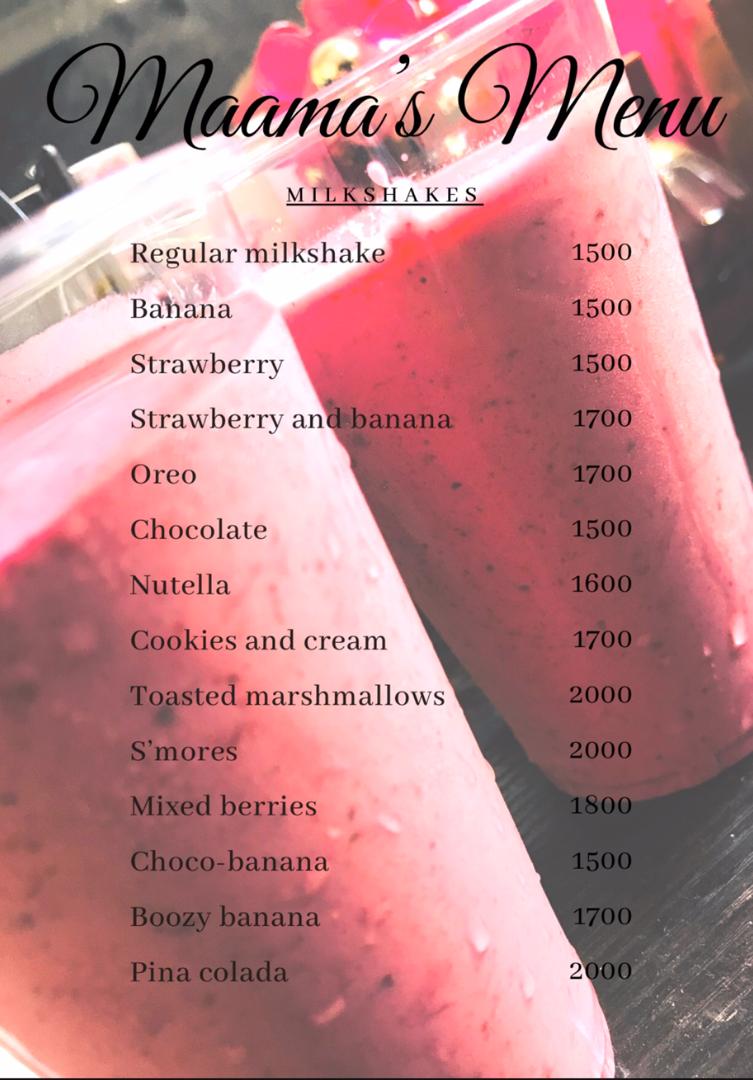 Maama's Menu
MILKSHAKES
Regular milkshake 1500
Banana 1500
Strawberry 1500
Strawberry and banana 1700
Oreo 1700
Chocolate 1500
Nutella 1600
Cookies and cream 1700
Toasted marshmallows 2000
S'mores 2000
Mixed berries 1800
Choco-banana 1500
Boozy banana 1700
Pina colada 2000